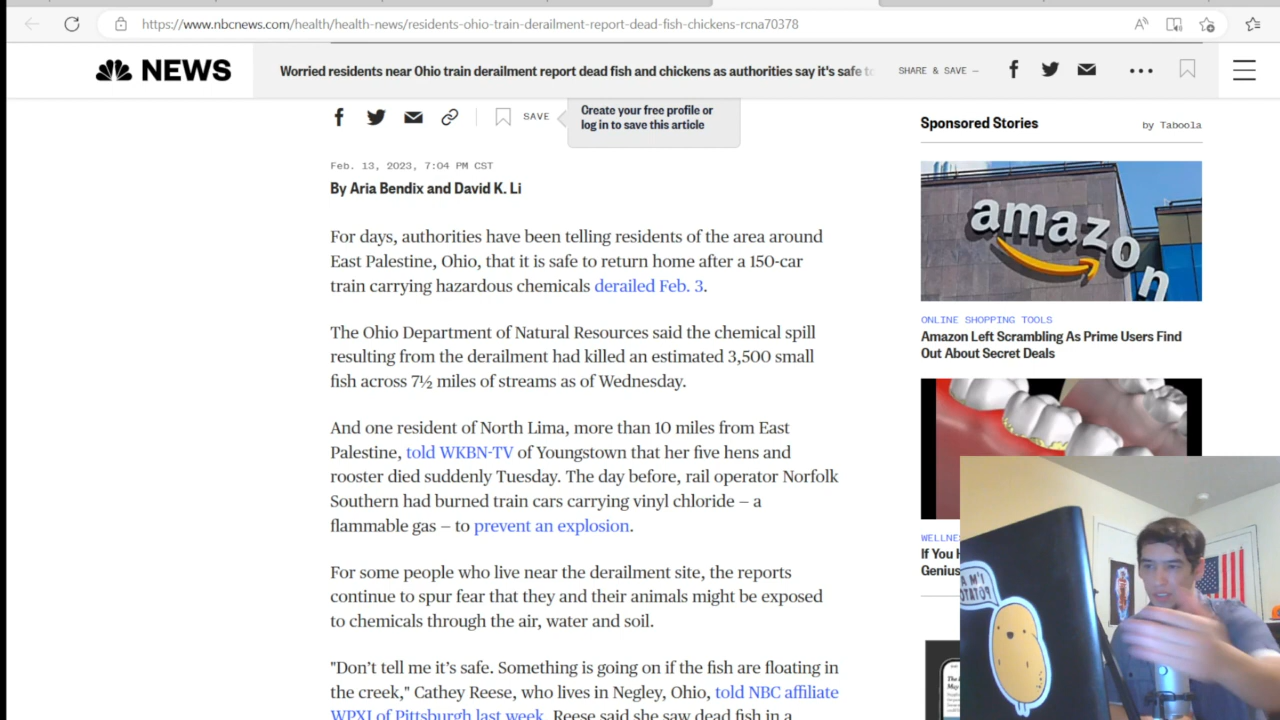 https://www.nbcnews.com/health/health-news/residents-ohio-train-derailment-report-dead-fish-chickens-rcna70378
NEWS
Worried residents near Ohio train derailment report dead fish and chickens as authorities say it's safe to
SHARE & SAVE —
SAVE
Create your free profile or
log in to save this article
Feb. 13, 2023, 7:04 PM CST
By Aria Bendix and David K. Li
For days, authorities have been telling residents of the area around
East Palestine, Ohio, that it is safe to return home after a 150-car
train carrying hazardous chemicals derailed Feb. 3.
The Ohio Department of Natural Resources said the chemical spill
resulting from the derailment had killed an estimated 3,500 small
fish across 7½ miles of streams as of Wednesday.
And one resident of North Lima, more than 10 miles from East
Palestine, told WKBN-TV of Youngstown that her five hens and
rooster died suddenly Tuesday. The day before, rail operator Norfolk
Southern had burned train cars carrying vinyl chloride — a
flammable gas — to prevent an explosion.
For some people who live near the derailment site, the reports
continue to spur fear that they and their animals might be exposed
to chemicals through the air, water and soil.
"Don't tell me it's safe. Something is going on if the fish are floating in
the creek," Cathey Reese, who lives in Negley, Ohio, told NBC affiliate
WPXI of Pittsburgh last week. Reese said she saw dead fish in a
Sponsored Stories
by Taboola
amazon
ONLINE SHOPPING TOOLS
Amazon Left Scrambling As Prime Users Find
Out About Secret Deals
WELLNE
If You H
Genius
I'M A
POTATO